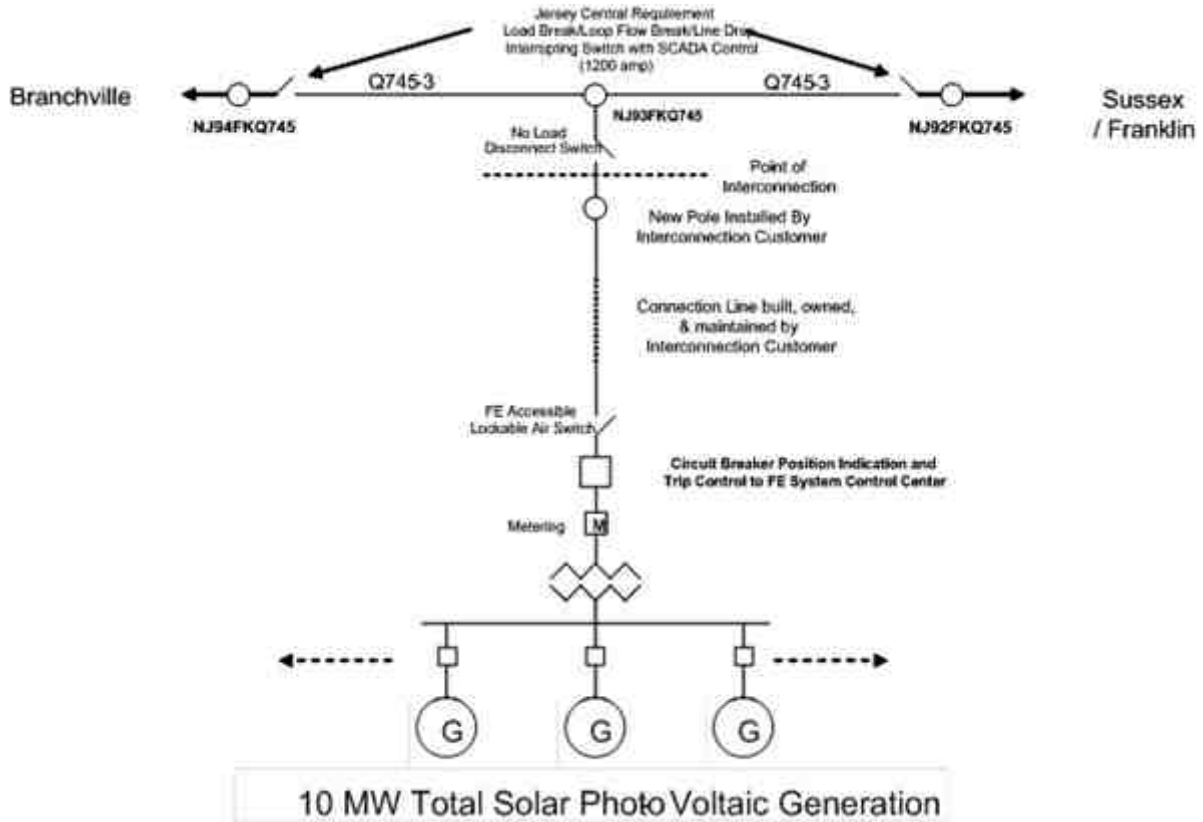 Jersey Central Requirement
Load Break/Loop Flow Break/Line Drop
Interspring Switch with SCADA Control
(1200 amp)
Q745-3
Q745-3
Branchville
Sussex
/ Franklin
NJ94FKQ745
NJ93FKQ745
NJ92FKQ745
No Load
Disconnect Switch
Point of
Interconnection
New Pole Installed By
Interconnection Customer
Connection Line built, owned,
& maintained by
Interconnection Customer
FE Accessible
Lockable Air Switch
Circuit Breaker Position Indication and
Trip Control to FE System Control Center
Metering
M
G
G
G
10 MW Total Solar Photo Voltaic Generation